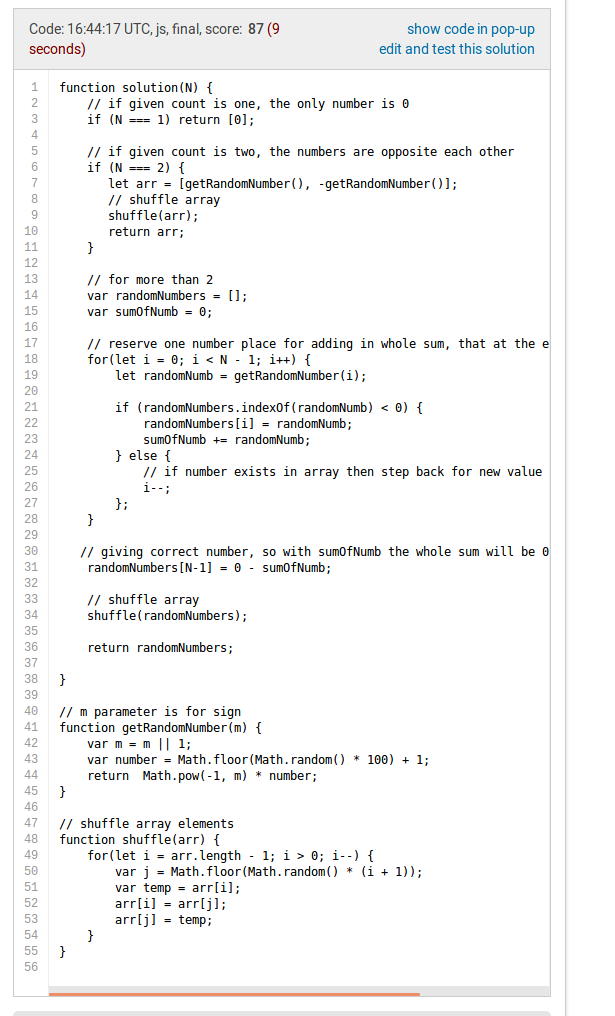 Code: 16:44:17 UTC, js, final, score: 87 (9
seconds)
show code in pop-up
edit and test this solution
1 function solution(N) {
2     // if given count is one, the only number is 0
3     if (N === 1) return [0];
4
5     // if given count is two, the numbers are opposite each other
6     if (N === 2) {
7        let arr = [getRandomNumber(), -getRandomNumber()];
8        // shuffle array
9        shuffle(arr);
10        return arr;
11     }
12
13     // for more than 2
14     var randomNumbers = [];
15     var sumOfNumb = 0;
16
17     // reserve one number place for adding in whole sum, that at the e
18     for(let i = 0; i < N - 1; i++) {
19         let randomNumb = getRandomNumber(i);
20
21         if (randomNumbers.indexOf(randomNumb) < 0) {
22             randomNumbers[i] = randomNumb;
23             sumOfNumb += randomNumb;
24         } else {
25             // if number exists in array then step back for new value
26             i--;
27         };
28     }
29
30    // giving correct number, so with sumOfNumb the whole sum will be 0
31     randomNumbers[N-1] = 0 - sumOfNumb;
32
33     // shuffle array
34     shuffle(randomNumbers);
35
36     return randomNumbers;
37
38 }
39
40 // m parameter is for sign
41 function getRandomNumber(m) {
42     var m = m || 1;
43     var number = Math.floor(Math.random() * 100) + 1;
44     return  Math.pow(-1, m) * number;
45 }
46
47 // shuffle array elements
48 function shuffle(arr) {
49     for(let i = arr.length - 1; i > 0; i--) {
50         var j = Math.floor(Math.random() * (i + 1));
51         var temp = arr[i];
52         arr[i] = arr[j];
53         arr[j] = temp;
54     }
55 }
56